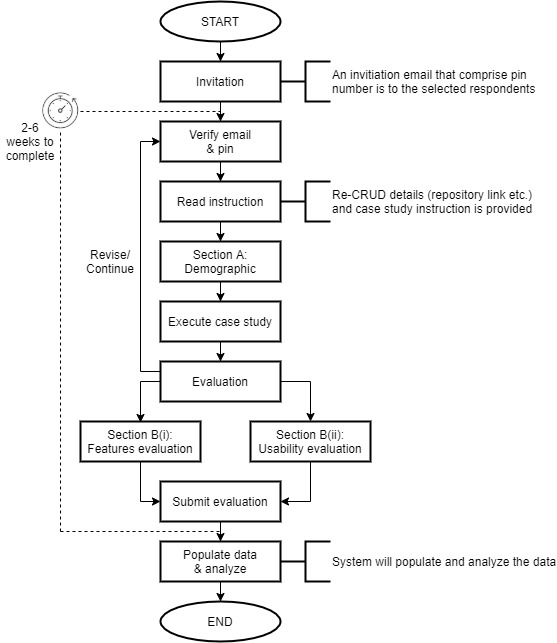 START
Invitation
An invitiation email that comprise pin
number is to the selected respondents
2-6
weeks to
complete
Verify email
& pin
Read instruction
Re-CRUD details (repository link etc.)
and case study instruction is provided
Revise/
Continue
Section A:
Demographic
Execute case study
Evaluation
Section B(i):
Features evaluation
Section B(ii):
Usability evaluation
Submit evaluation
Populate data
& analyze
System will populate and analyze the data
END